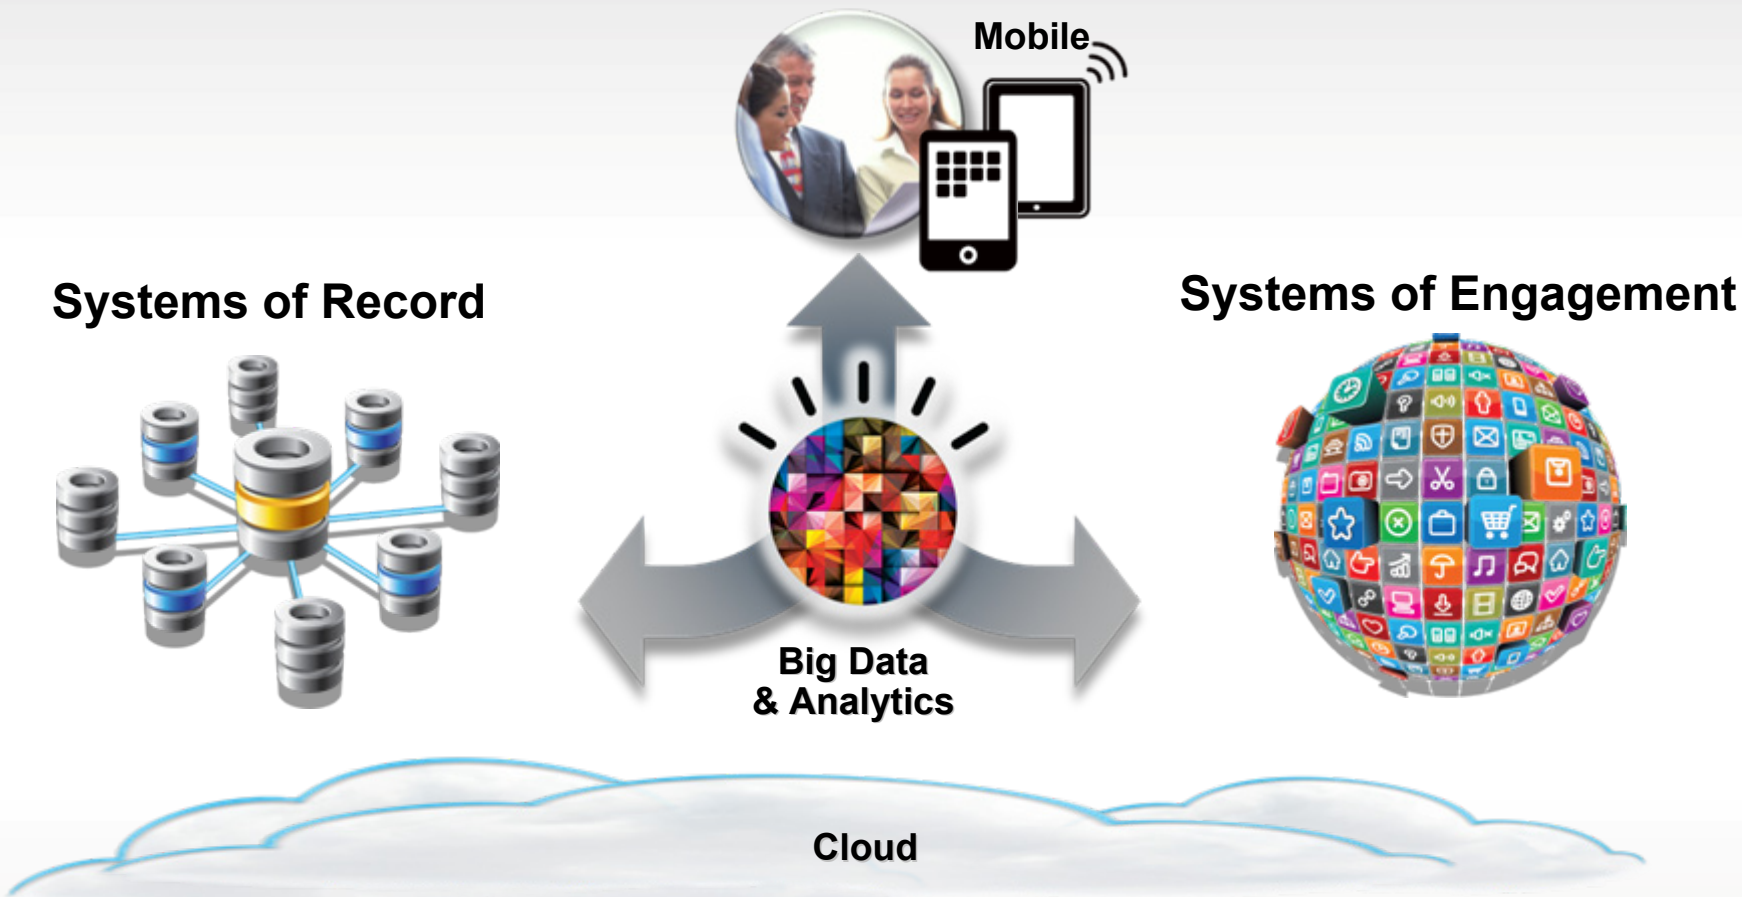 Mobile
Systems of Record
Systems of Engagement
Big Data
& Analytics
Cloud